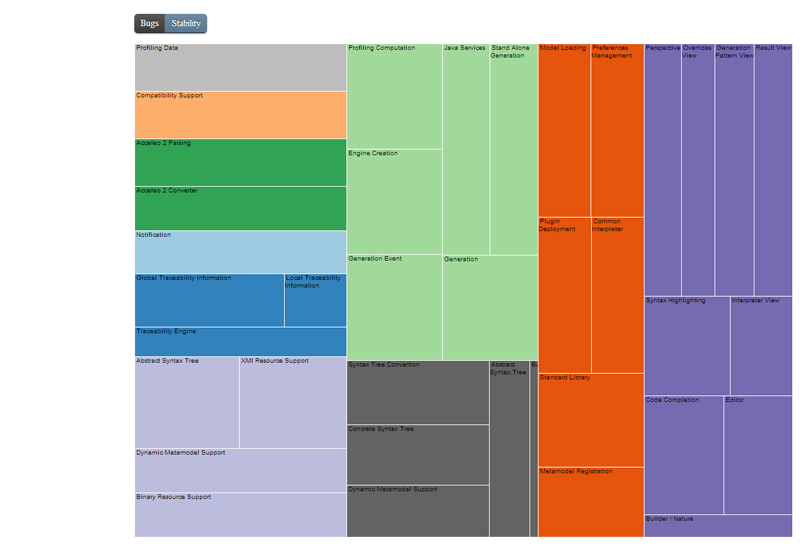 Bugs
Stability
Profiling Data
Compatibility Support
Acceleo 2 Parsing
Acceleo 2 Converter
Notification
Global Traceability Information
Local Traceability
Information
Traceability Engine
Abstract Syntax Tree
XMI Resource Support
Dynamic Metamodel Support
Binary Resource Support
Profiling Computation
Java Services
Stand Alone
Generation
Engine Creation
Generation Event
Generation
Syntax Tree Convertion
Abstract
Syntax Tree
Concrete Syntax Tree
Dynamic Metamodel Support
Model Loading
Preferences
Management
Plugin
Deployment
Common
Interpreter
Standard Library
Metamodel Registration
Perspective
Overrides
View
Generation
Pattern View
Result View
Syntax Highlighting
Interpreter View
Code Completion
Editor
Builder / Nature